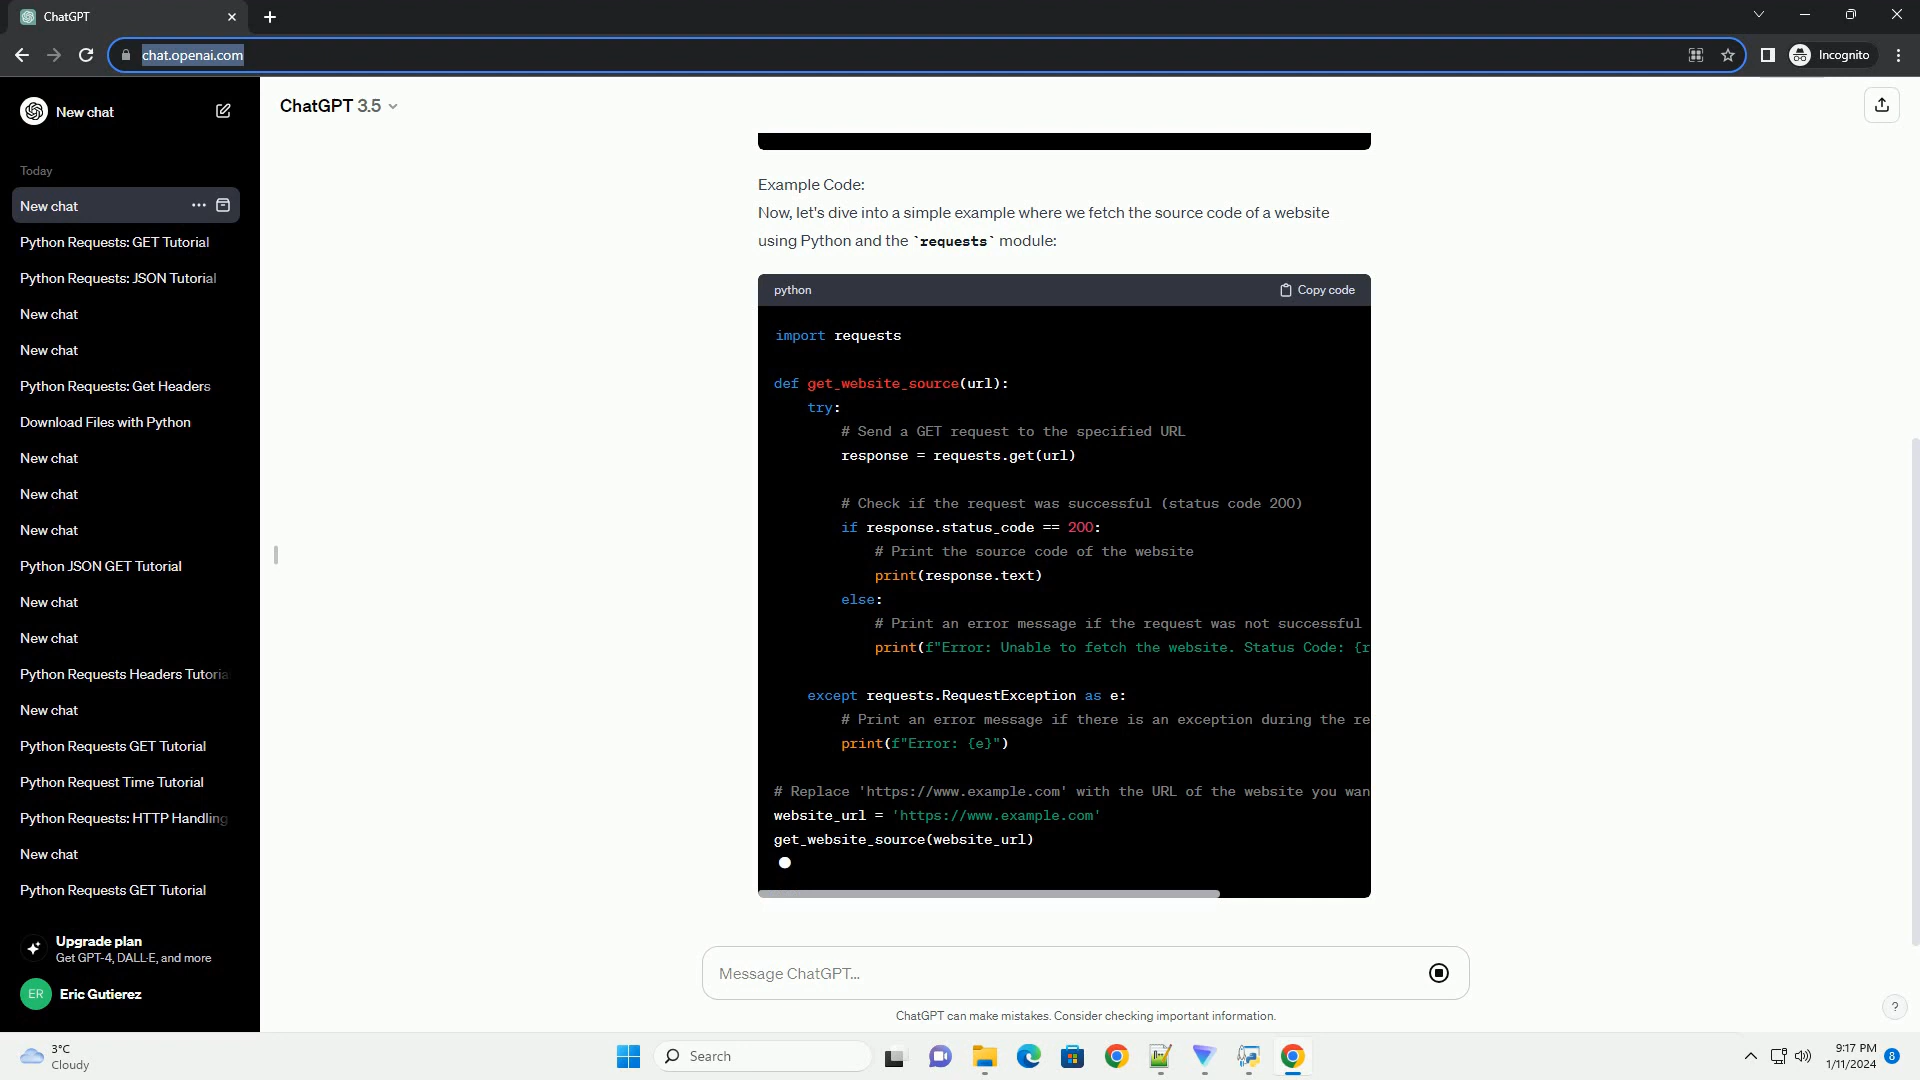 ChatGPT
chat.openai.com
Incognito
New chat
Today
New chat
Python Requests: GET Tutorial
Python Requests: JSON Tutorial
New chat
New chat
Python Requests: Get Headers
Download Files with Python
New chat
New chat
New chat
Python JSON GET Tutorial
New chat
New chat
Python Requests Headers Tutoria
New chat
Python Requests GET Tutorial
Python Request Time Tutorial
Python Requests: HTTP Handling
New chat
Python Requests GET Tutorial
Upgrade plan
Get GPT-4, DALL·E, and more
ER
Eric Gutierez
ChatGPT 3.5
Example Code:
Now, let's dive into a simple example where we fetch the source code of a website
using Python and the `requests` module:
python
Copy code
import requests
def get_website_source(url):
try:
# Send a GET request to the specified URL
response = requests.get(url)
# Check if the request was successful (status code 200)
if response.status_code == 200:
# Print the source code of the website
print(response.text)
else:
# Print an error message if the request was not successful
print(f"Error: Unable to fetch the website. Status Code: {r
except requests.RequestException as e:
# Print an error message if there is an exception during the re
print(f"Error: {e}")
# Replace 'https://www.example.com' with the URL of the website you wan
website_url = 'https://www.example.com'
get_website_source(website_url)
Message ChatGPT...
ChatGPT can make mistakes. Consider checking important information.
?
3°C
Cloudy
Search
9:17 PM
1/11/2024
8